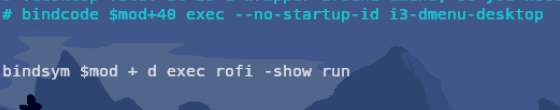 # bindcode $mod+40 exec --no-startup-id i3-dmenu-desktop
bindsym $mod + d exec rofi -show run